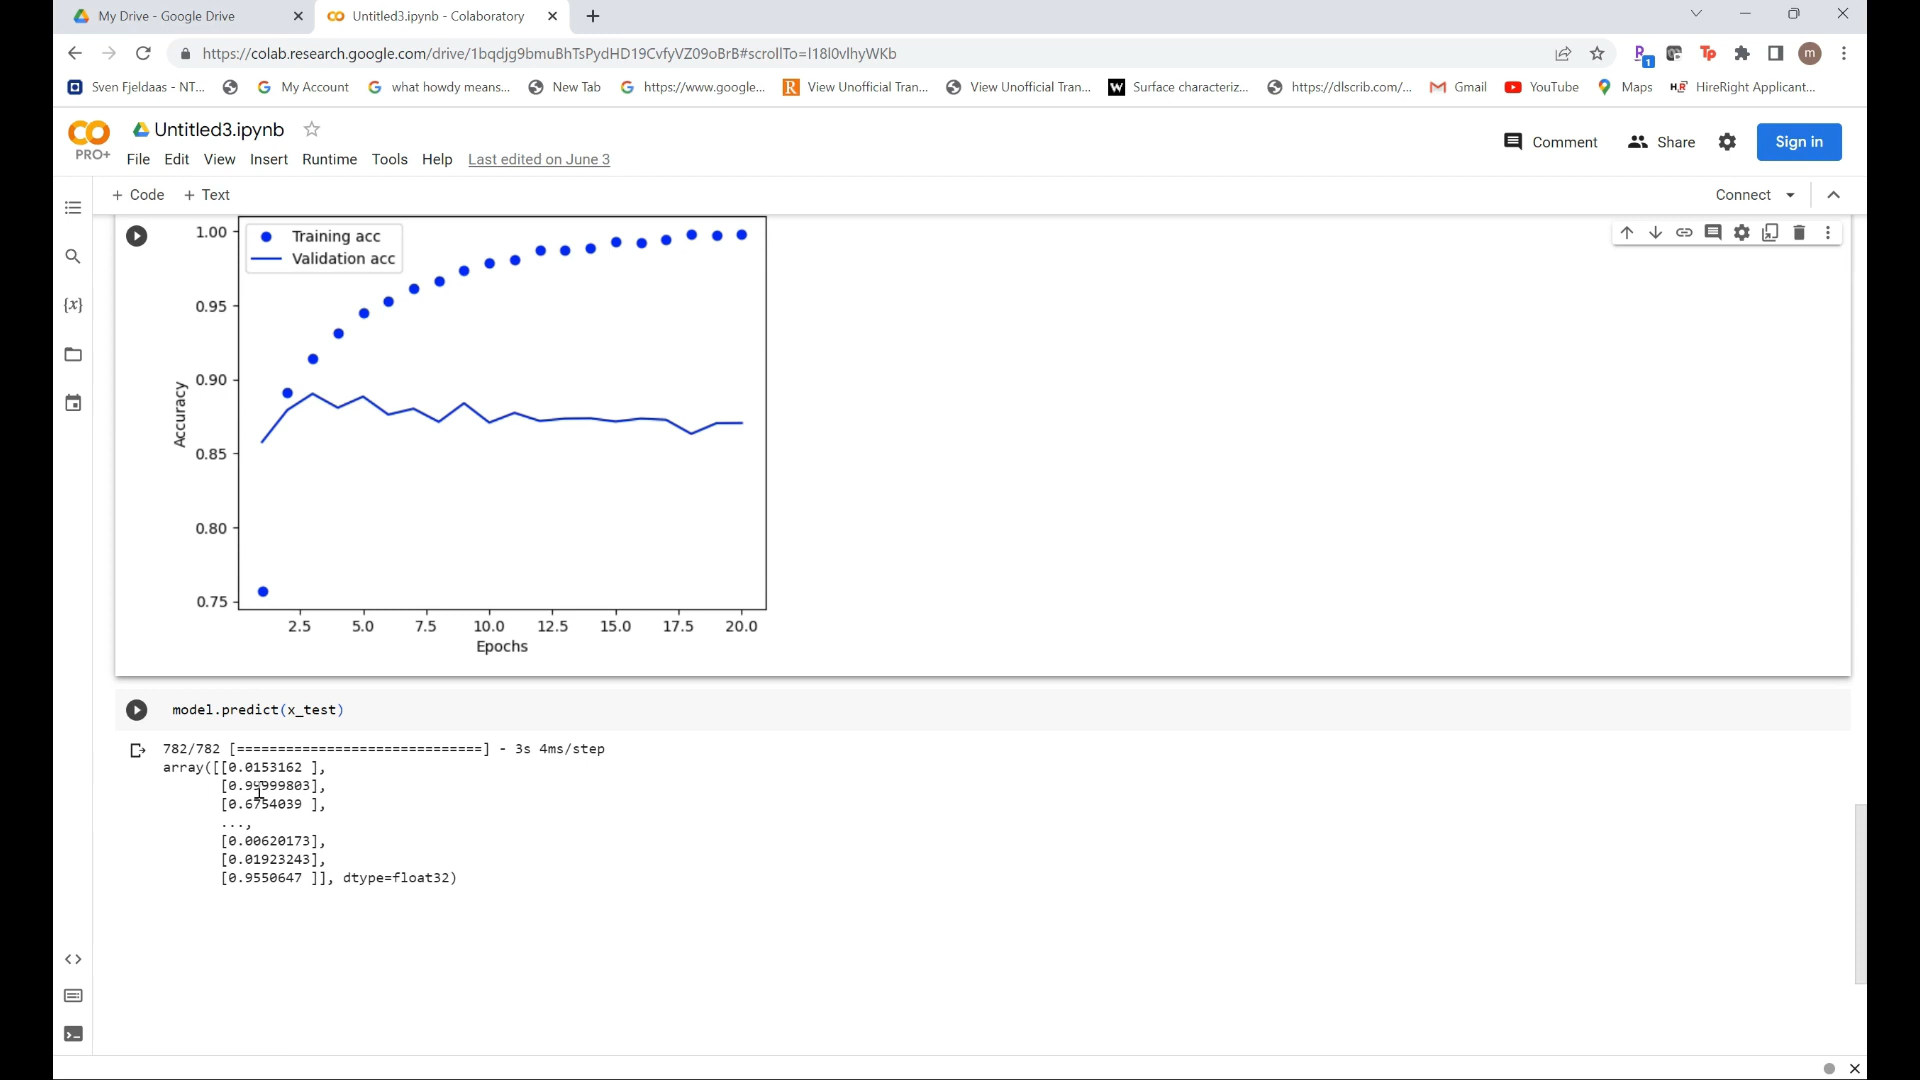 My Drive - Google Drive
Untitled3.ipynb - Colaboratory
https://colab.research.google.com/drive/1bqdjg9bmuBhTsPydHD19CvfyVZ09oBrB#scrollTo=I18I0vlhyWKb
1
m
Sven Fjeldaas - NT...
My Account
what howdy means...
New Tab
https://www.google...
View Unofficial Tran...
View Unofficial Tran...
Surface characteriz...
https://dlscrib.com/...
Gmail
YouTube
Maps
HireRight Applicant...
Untitled3.ipynb
PRO+
File Edit View Insert Runtime Tools Help Last edited on June 3
Comment
Share
Sign in
+ Code + Text
Connect
Training acc
Validation acc
1.00
0.95
0.90
0.85
0.80
0.75
Accuracy
2.5 5.0 7.5 10.0 12.5 15.0 17.5 20.0
Epochs
model.predict(x_test)
782/782 [==============================] - 3s 4ms/step
array([[0.0153162 ],
[0.99999803],
[0.6754039 ],
...,
[0.00620173],
[0.01923243],
[0.9550647 ]], dtype=float32)